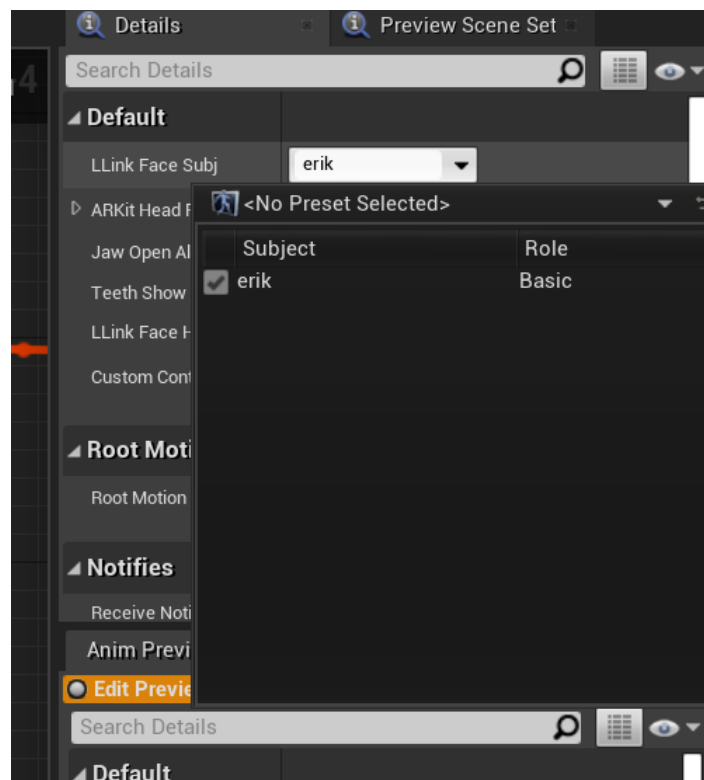 Details
Preview Scene Set
r4
Search Details
Default
LLink Face Subj
erik
ARKit Head R
<No Preset Selected>
Jaw Open Al
Subject
Role
Teeth Show
erik
Basic
LLink Face H
Custom Cont
Root Moti
Root Motion
Notifies
Receive Noti
Anim Previ
Edit Previe
Search Details
Default